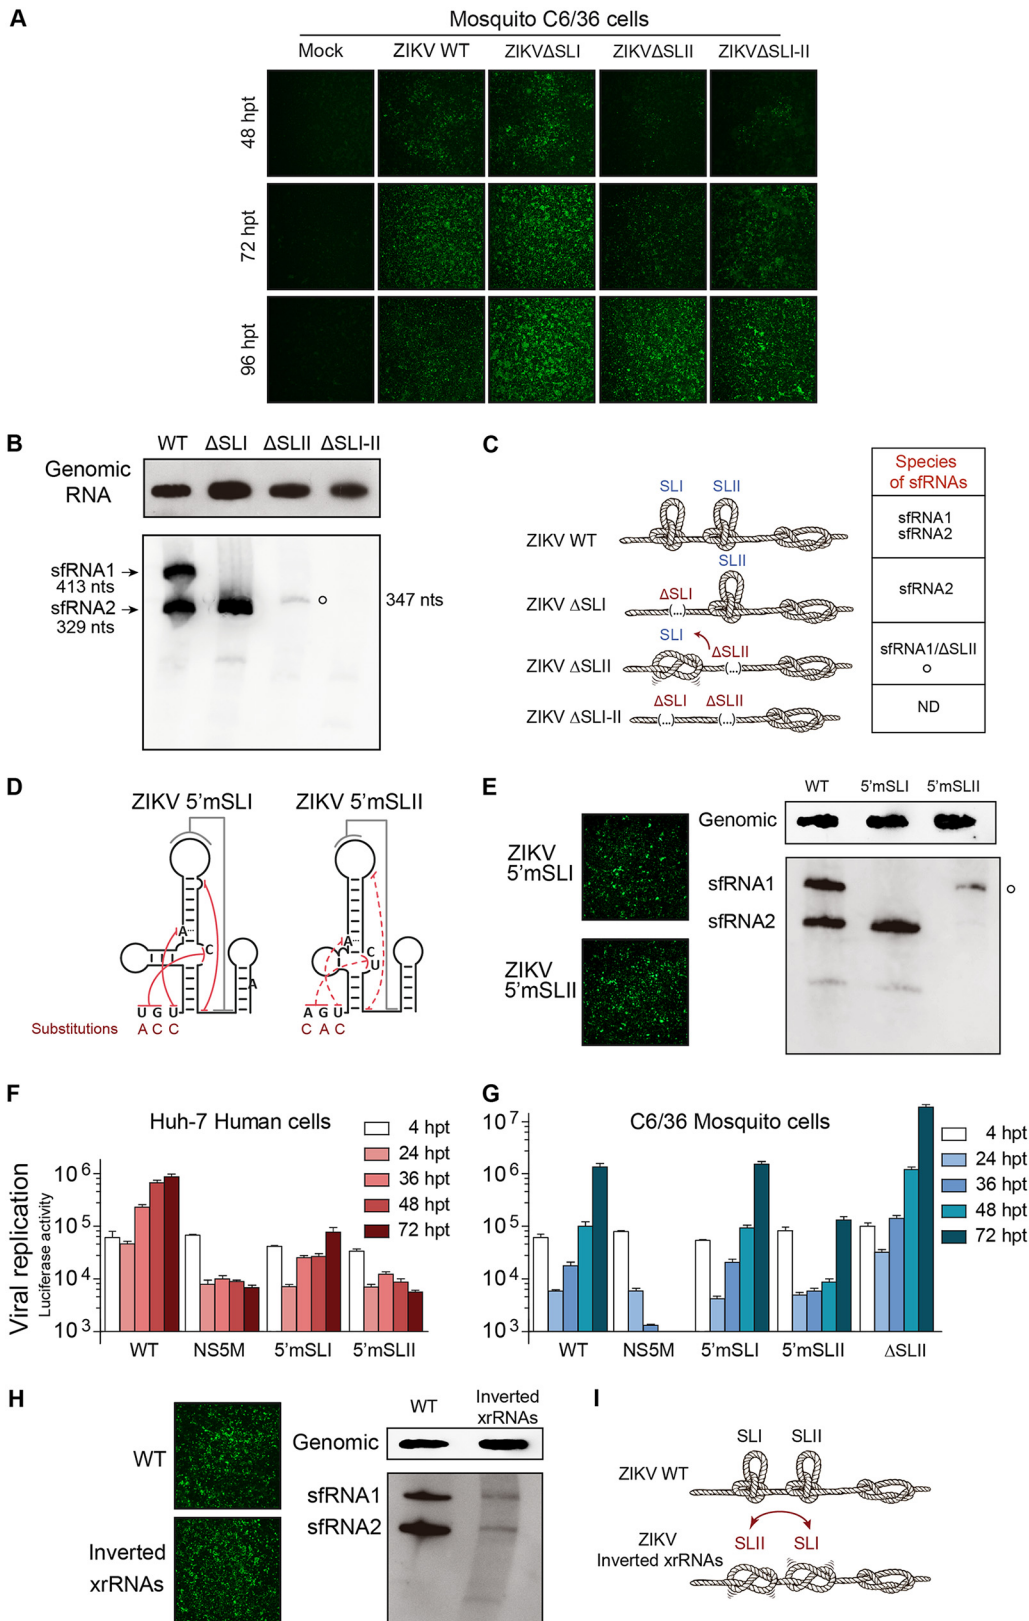 A
Mosquito C6/36 cells
Mock ZIKV WT ZIKVΔSLI ZIKVΔSLII ZIKVΔSLI-II
48 hpt
72 hpt
96 hpt
B
WT ΔSLI ΔSLII ΔSLI-II
Genomic
RNA
sfRNA1
413 nts
sfRNA2
329 nts
347 nts
C
Species
of sfRNAs
SLI SLII
ZIKV WT
sfRNA1
sfRNA2
SLII
ΔSLI
(...)
ZIKV ΔSLI
sfRNA2
SLI
ΔSLII
(...)
ZIKV ΔSLII
sfRNA1/ΔSLII
ΔSLI ΔSLII
(...) (...)
ZIKV ΔSLI-II
ND
D
ZIKV 5'mSLI ZIKV 5'mSLII
A
C
A
U G U
Substitutions A C C
A
C
U
A G U
C A C
E
WT 5'mSLI 5'mSLII
Genomic
ZIKV
5'mSLI
ZIKV
5'mSLII
sfRNA1
sfRNA2
F
Huh-7 Human cells
4 hpt
24 hpt
36 hpt
48 hpt
72 hpt
Viral replication
Luciferase activity
10⁶
10⁵
10⁴
10³
WT NS5M 5'mSLI 5'mSLII
G
C6/36 Mosquito cells
4 hpt
24 hpt
36 hpt
48 hpt
72 hpt
10⁷
10⁶
10⁵
10⁴
10³
WT NS5M 5'mSLI 5'mSLII ΔSLII
H
WT
Inverted
xrRNAs
WT Inverted
xrRNAs
Genomic
sfRNA1
sfRNA2
I
SLI SLII
ZIKV WT
ZIKV
Inverted xrRNAs
SLII SLI